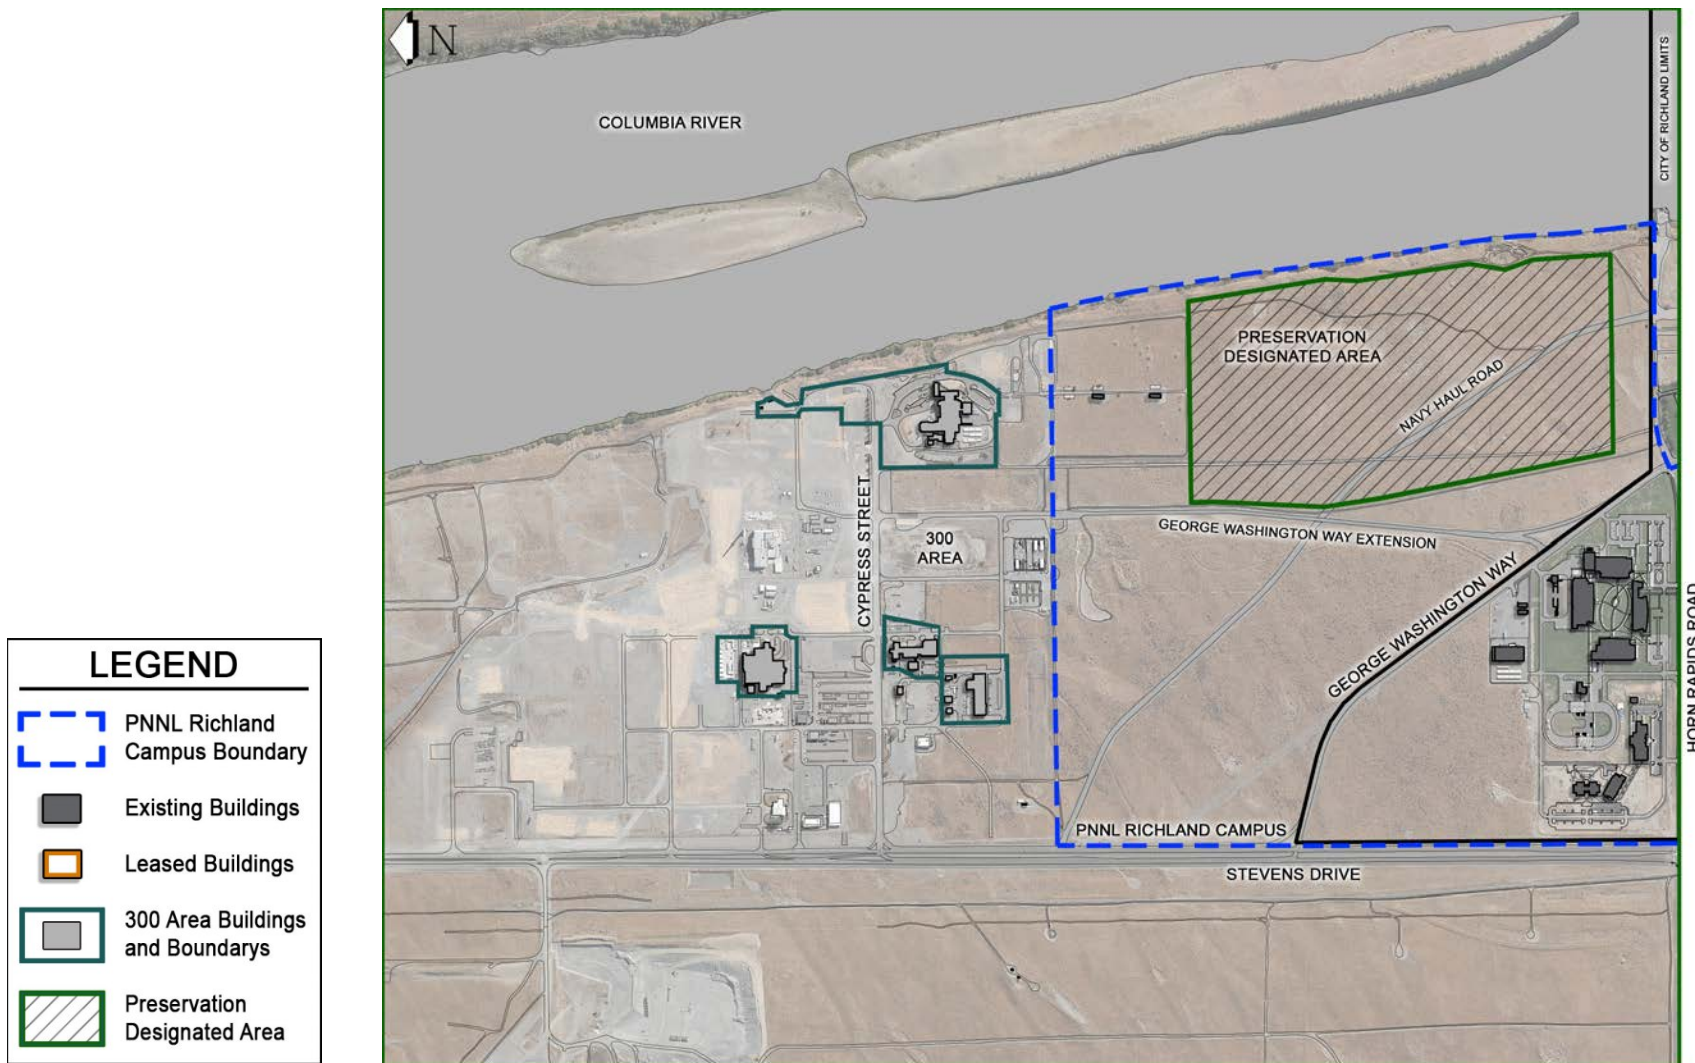 N
COLUMBIA RIVER
CITY OF RICHLAND LIMITS
PRESERVATION
DESIGNATED AREA
NAVY HAUL ROAD
CYPRESS STREET
300
AREA
GEORGE WASHINGTON WAY EXTENSION
GEORGE WASHINGTON WAY
HORN RAPIDS ROAD
PNNL RICHLAND CAMPUS
STEVENS DRIVE
LEGEND
PNNL Richland
Campus Boundary
Existing Buildings
Leased Buildings
300 Area Buildings
and Boundarys
Preservation
Designated Area